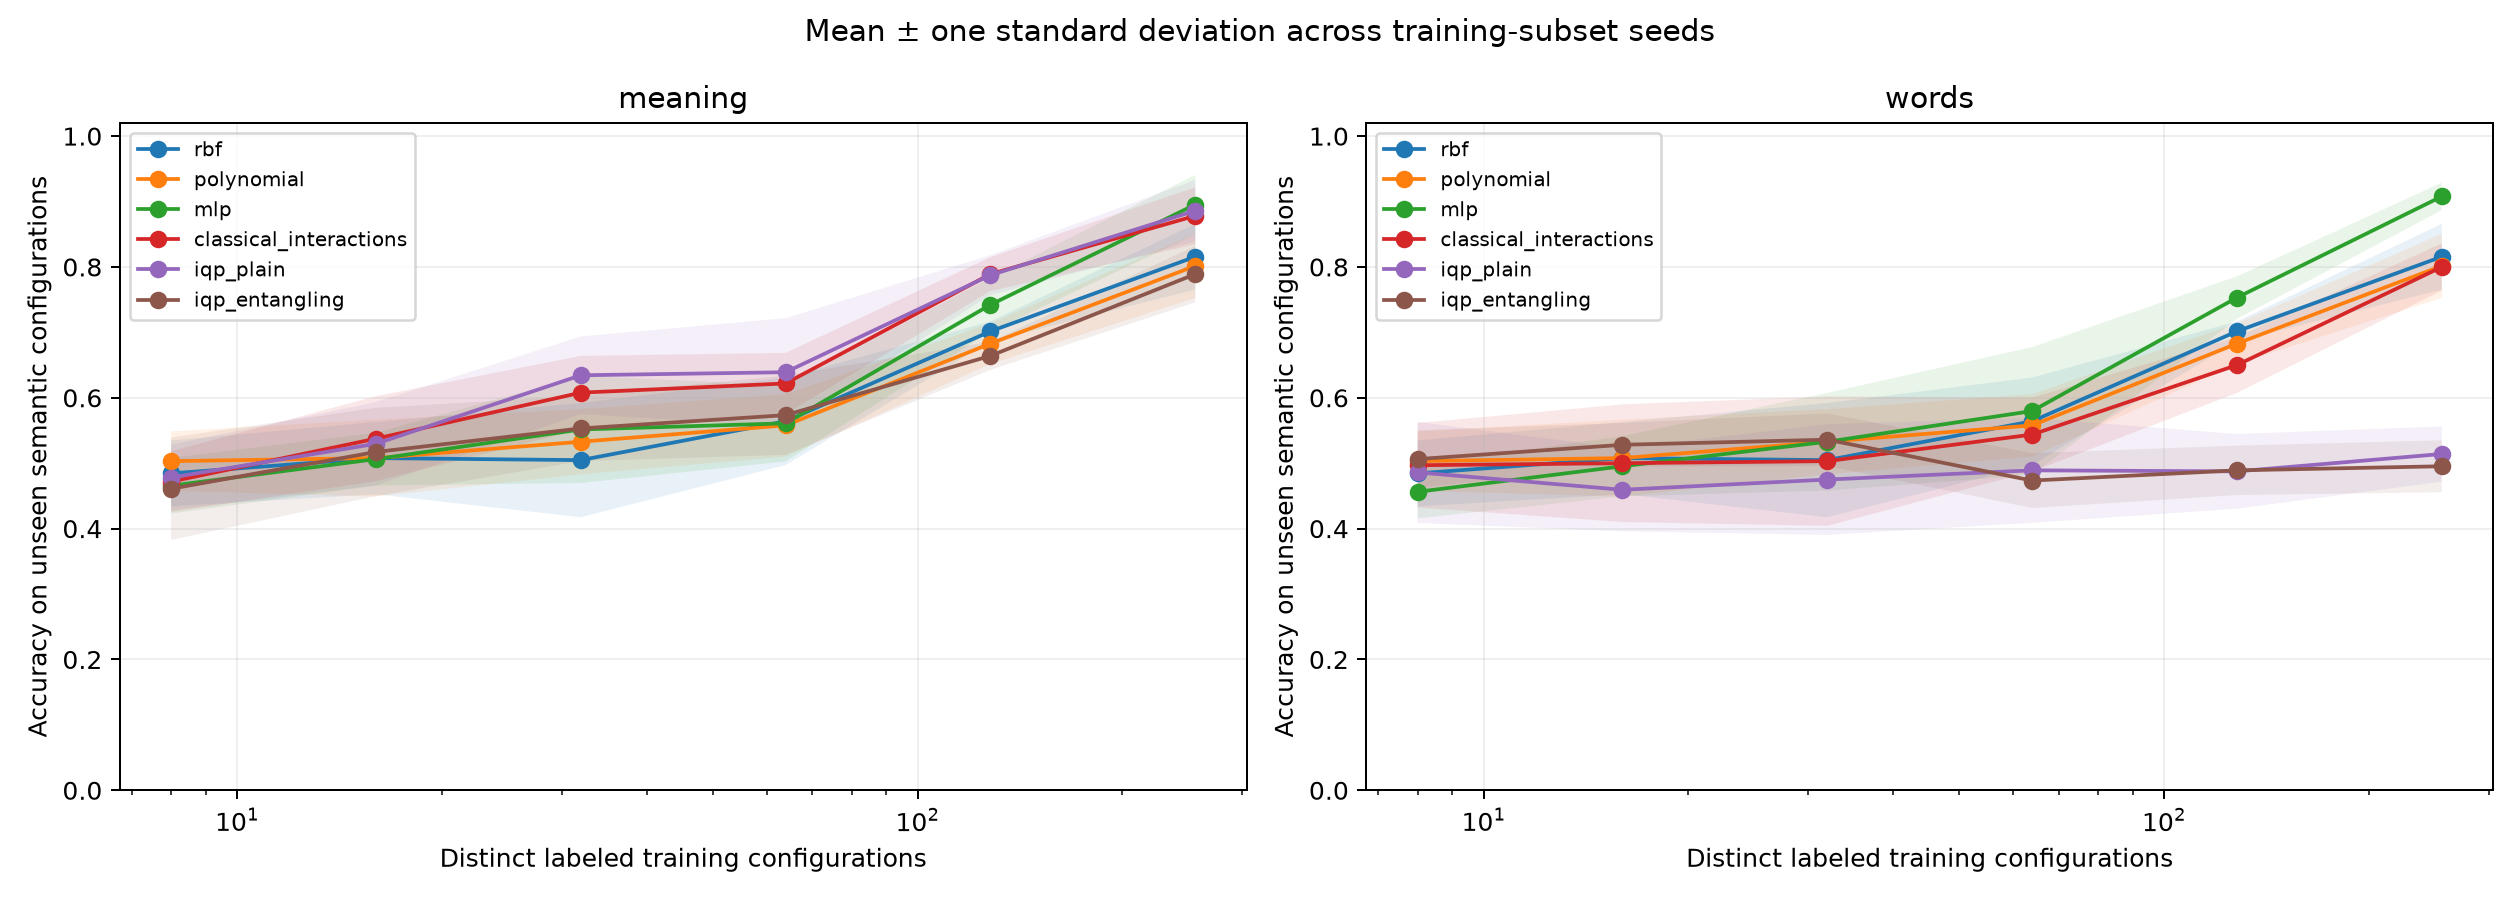 Mean ± one standard deviation across training-subset seeds
meaning
Accuracy on unseen semantic configurations
1.0
0.8
0.6
0.4
0.2
0.0
rbf
polynomial
mlp
classical_interactions
iqp_plain
iqp_entangling
10¹
10²
Distinct labeled training configurations
words
Accuracy on unseen semantic configurations
1.0
0.8
0.6
0.4
0.2
0.0
rbf
polynomial
mlp
classical_interactions
iqp_plain
iqp_entangling
10¹
10²
Distinct labeled training configurations